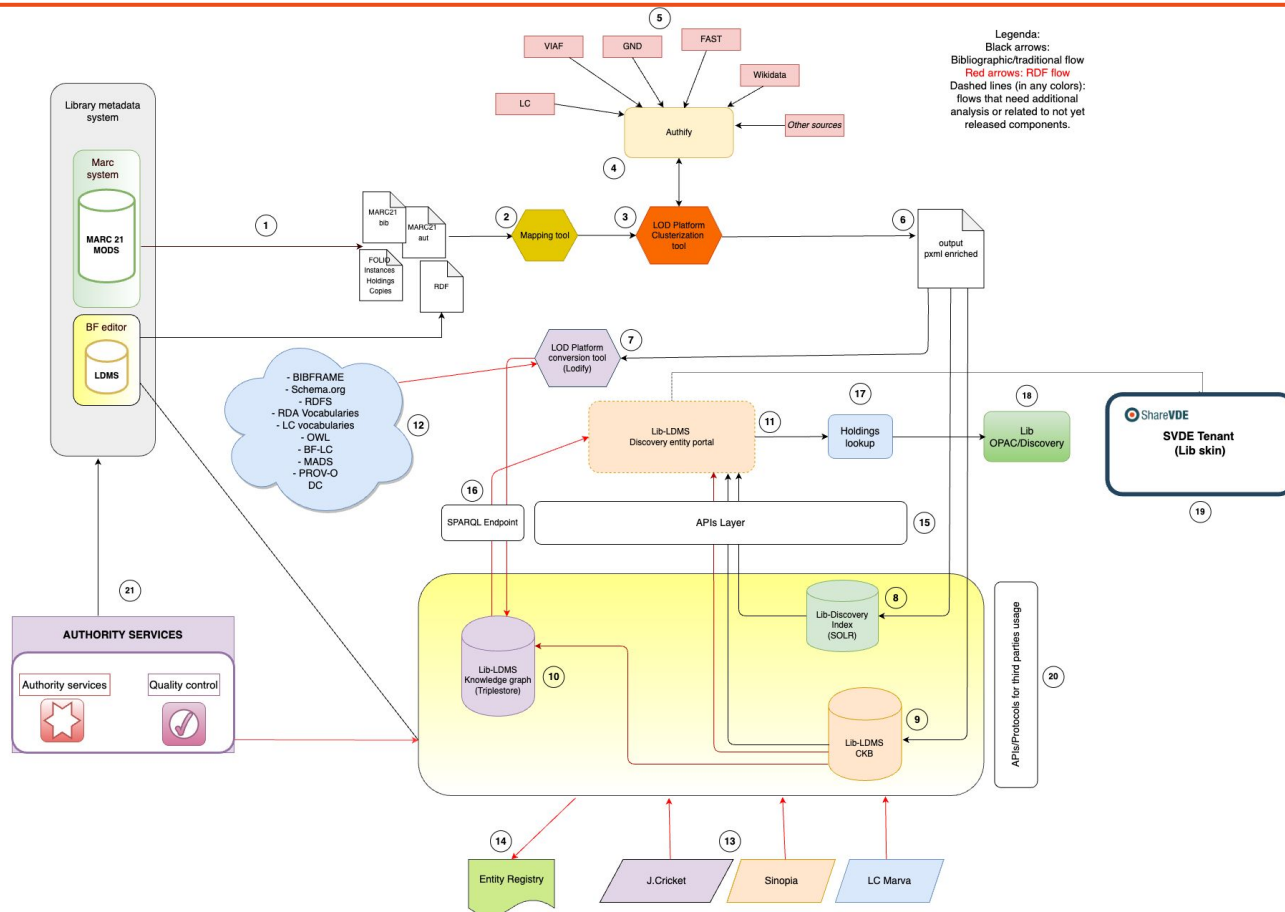 Legenda:
Black arrows:
Bibliographic/traditional flow
Red arrows: RDF flow
Dashed lines (in any colors):
flows that need additional
analysis or related to not yet
released components.
5
VIAF
GND
FAST
Wikidata
LC
Other sources
Authify
4
Library metadata
system
Marc
system
MARC 21
MODS
BF editor
LDMS
1
MARC21
bib
MARC21
aut
FOLIO
Instances
Holdings
Copies
RDF
2
Mapping tool
3
LOD Platform
Clusterization
tool
6
output
pxml enriched
7
LOD Platform
conversion tool
(Lodify)
- BIBFRAME
- Schema.org
- RDFS
- RDA Vocabularies
- LC vocabularies
- OWL
- BF-LC
- MADS
- PROV-O
DC
12
Lib-LDMS
Discovery entity portal
11
17
Holdings
lookup
18
Lib
OPAC/Discovery
ShareVDE
SVDE Tenant
(Lib skin)
19
16
SPARQL Endpoint
APIs Layer
15
21
AUTHORITY SERVICES
Authority services
Quality control
Lib-LDMS
Knowledge graph
(Triplestore)
10
Lib-Discovery
Index
(SOLR)
8
Lib-LDMS
CKB
9
APIs/Protocols for third parties usage
20
14
Entity Registry
13
J.Cricket
Sinopia
LC Marva